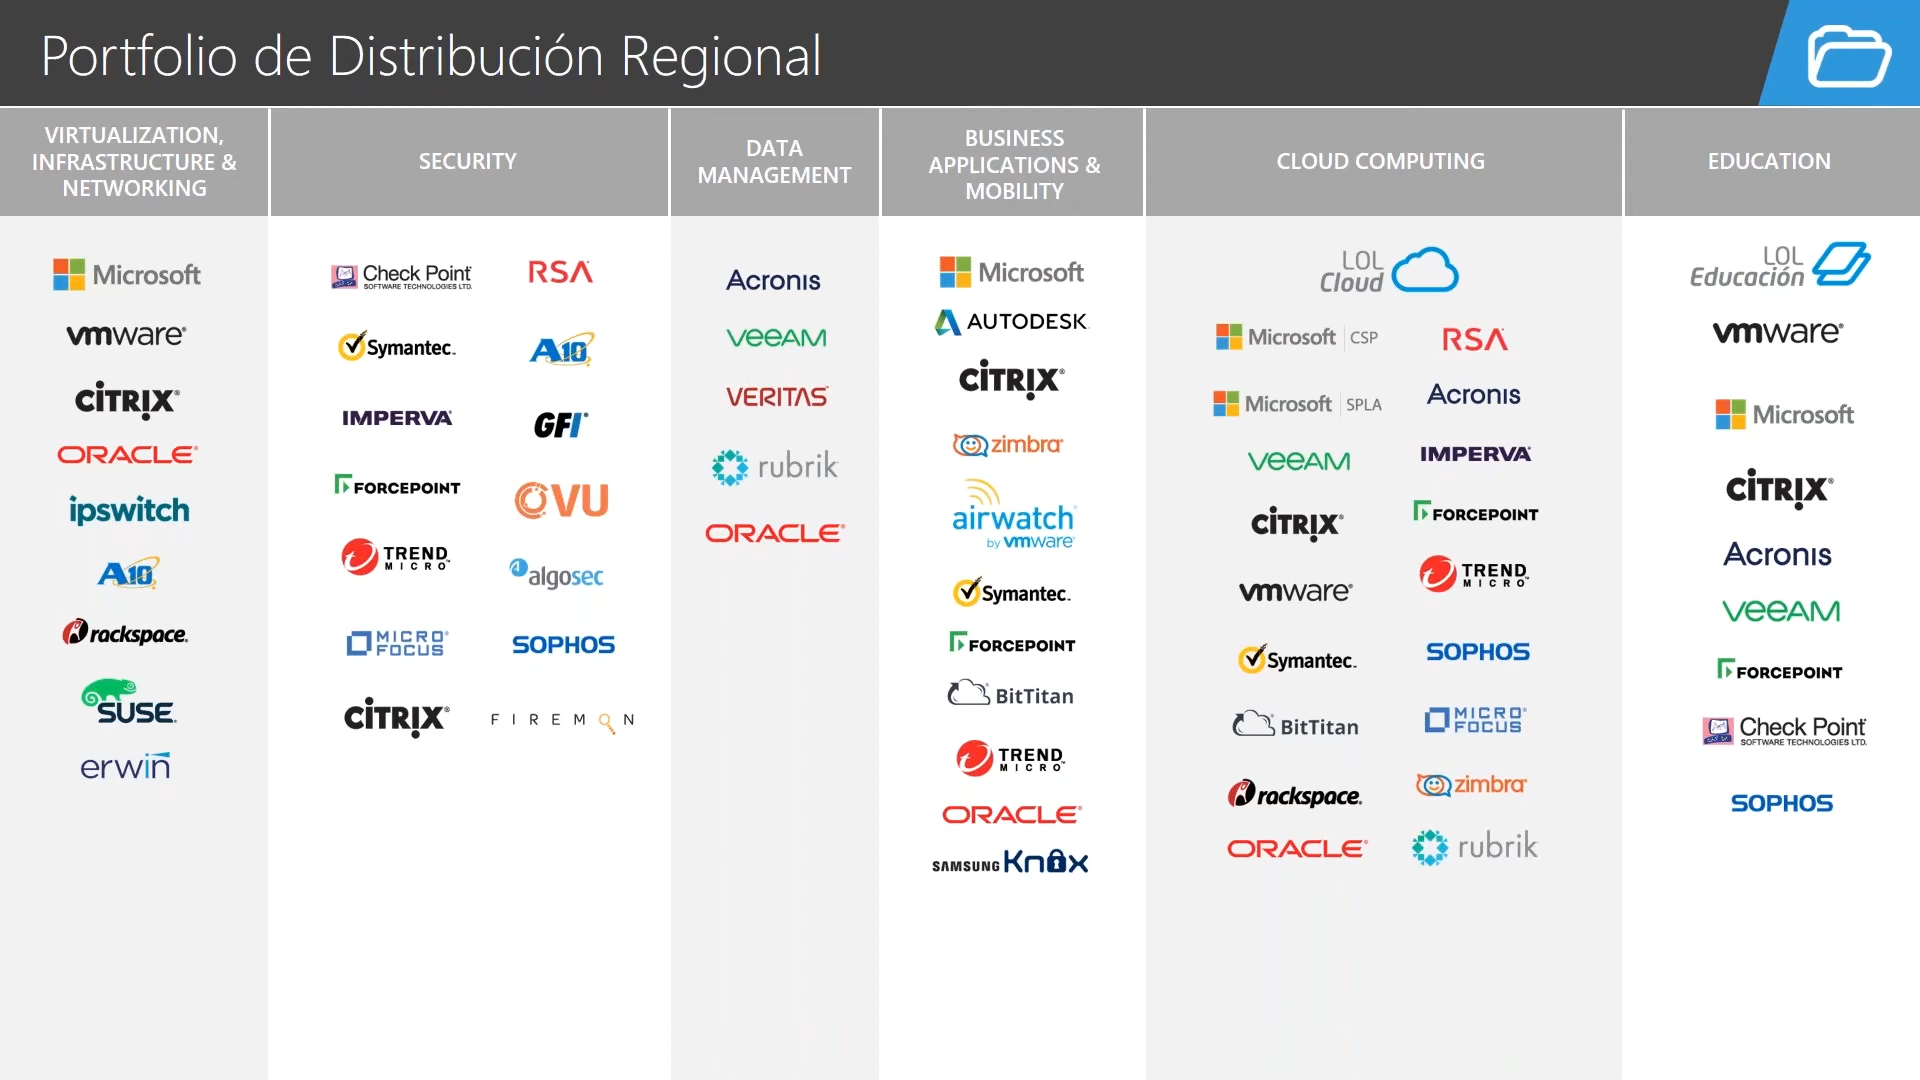 Portfolio de Distribución Regional
VIRTUALIZATION,
INFRASTRUCTURE &
NETWORKING
Microsoft
vmware®
CITRIX®
ORACLE®
ipswitch
A10
rackspace.
SUSE.
erwin
SECURITY
Check Point
SOFTWARE TECHNOLOGIES LTD.
RSA
Symantec.
A10
IMPERVA
GFI
FORCEPOINT
VU
TREND
MICRO
algosec
MICRO
FOCUS
SOPHOS
CITRIX®
FIREMON
DATA
MANAGEMENT
Acronis
veeam
VERITAS
rubrik
ORACLE®
BUSINESS
APPLICATIONS &
MOBILITY
Microsoft
AUTODESK.
CITRIX®
zimbra
airwatch
by vmware
Symantec.
FORCEPOINT
BitTitan
TREND
MICRO
ORACLE®
SAMSUNG Knox
CLOUD COMPUTING
LOL
Cloud
Microsoft | CSP
RSA
Microsoft | SPLA
Acronis
veeam
IMPERVA
CITRIX®
FORCEPOINT
vmware®
TREND
MICRO
Symantec.
SOPHOS
BitTitan
MICRO
FOCUS
rackspace.
zimbra
ORACLE®
rubrik
EDUCATION
LOL
Educación
vmware®
Microsoft
CITRIX®
Acronis
veeam
FORCEPOINT
Check Point
SOFTWARE TECHNOLOGIES LTD.
SOPHOS